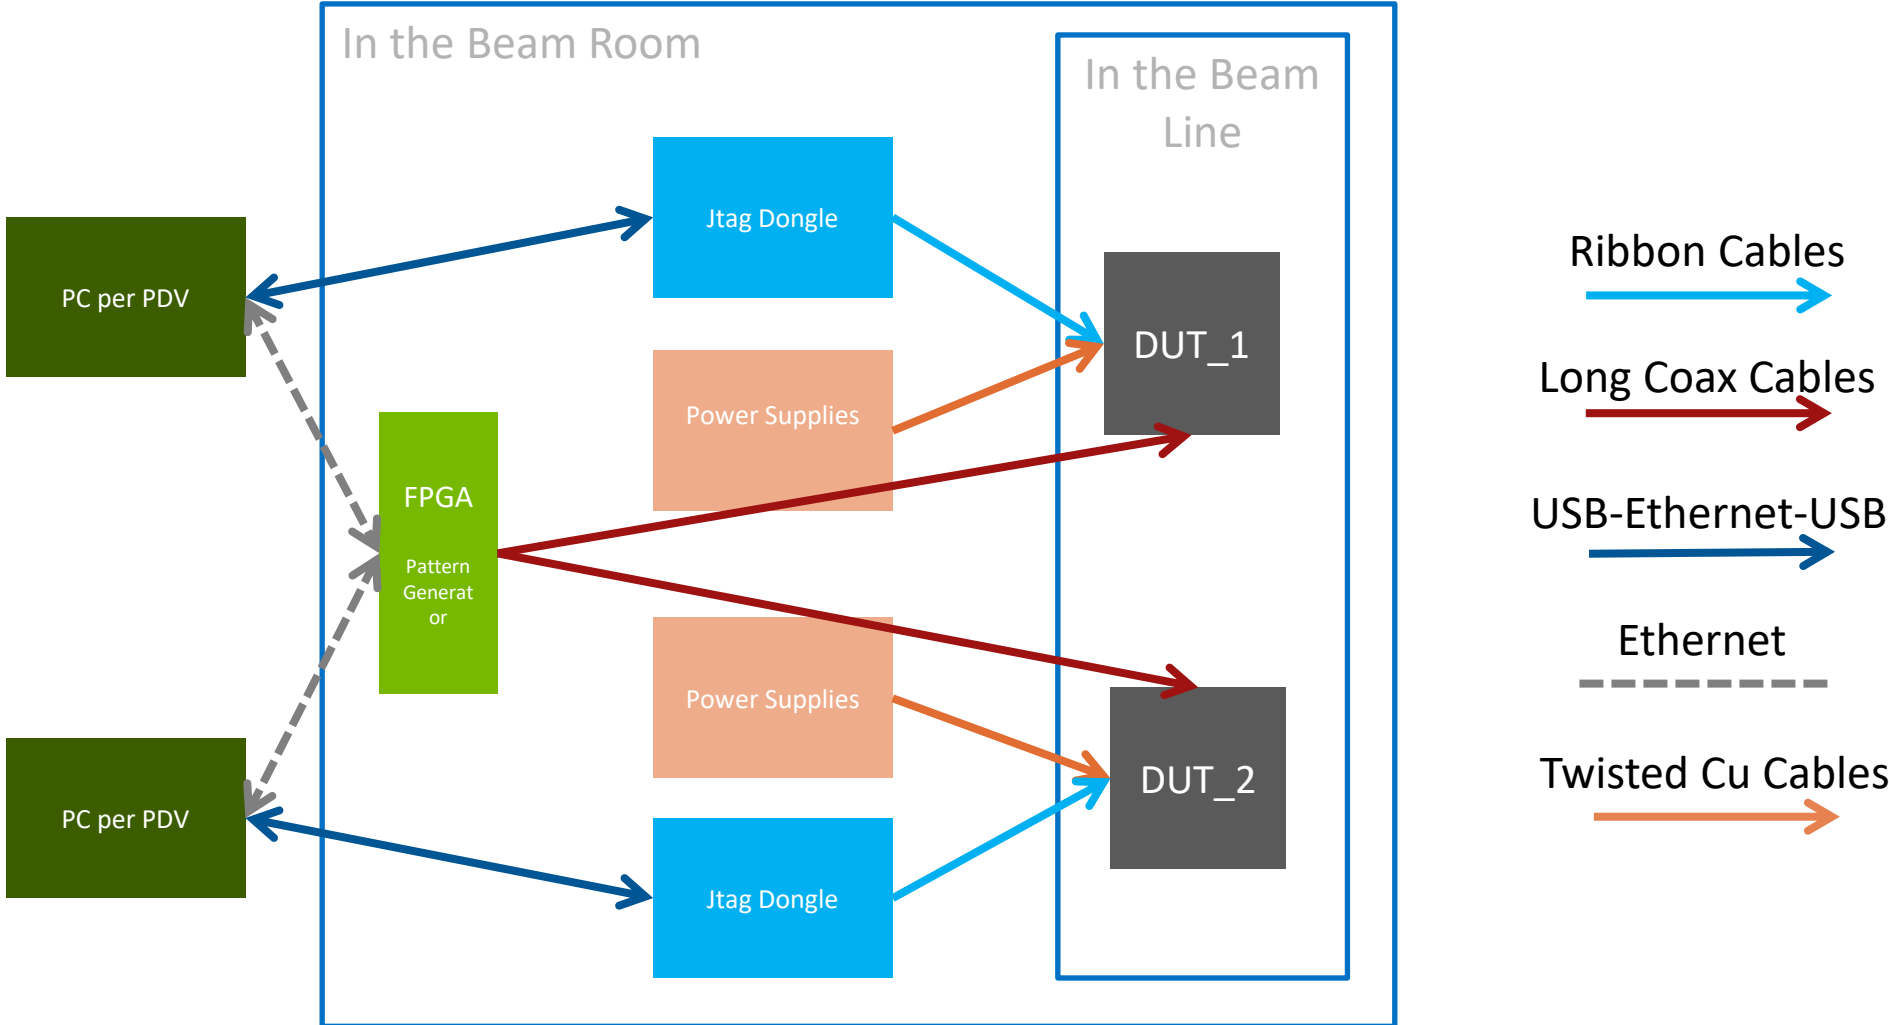 In the Beam Room
In the Beam
Line
Jtag Dongle
PC per PDV
DUT_1
Power Supplies
FPGA
Pattern
Generat
or
Power Supplies
DUT_2
PC per PDV
Jtag Dongle
Ribbon Cables
Long Coax Cables
USB-Ethernet-USB
Ethernet
Twisted Cu Cables